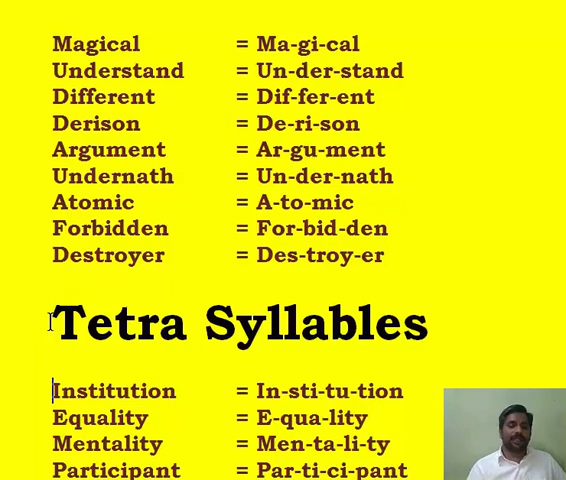 Magical = Ma-gi-cal
Understand = Un-der-stand
Different = Dif-fer-ent
Derison = De-ri-son
Argument = Ar-gu-ment
Undernath = Un-der-nath
Atomic = A-to-mic
Forbidden = For-bid-den
Destroyer = Des-troy-er
Tetra Syllables
Institution = In-sti-tu-tion
Equality = E-qua-lity
Mentality = Men-ta-li-ty
Participant = Par-ti-ci-pant